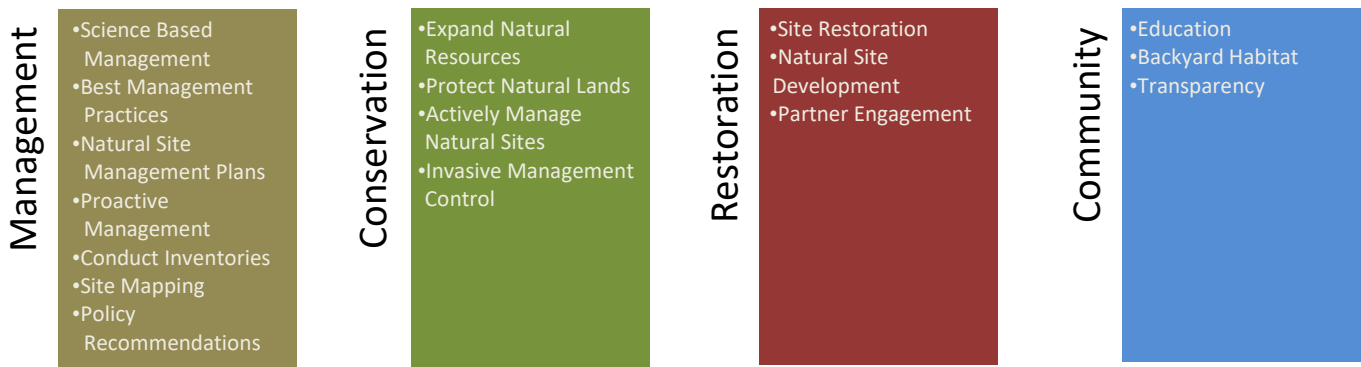 Management
•Science Based
Management
•Best Management
Practices
•Natural Site
Management Plans
•Proactive
Management
•Conduct Inventories
•Site Mapping
•Policy
Recommendations
Conservation
•Expand Natural
Resources
•Protect Natural Lands
•Actively Manage
Natural Sites
•Invasive Management
Control
Restoration
•Site Restoration
•Natural Site
Development
•Partner Engagement
Community
•Education
•Backyard Habitat
•Transparency